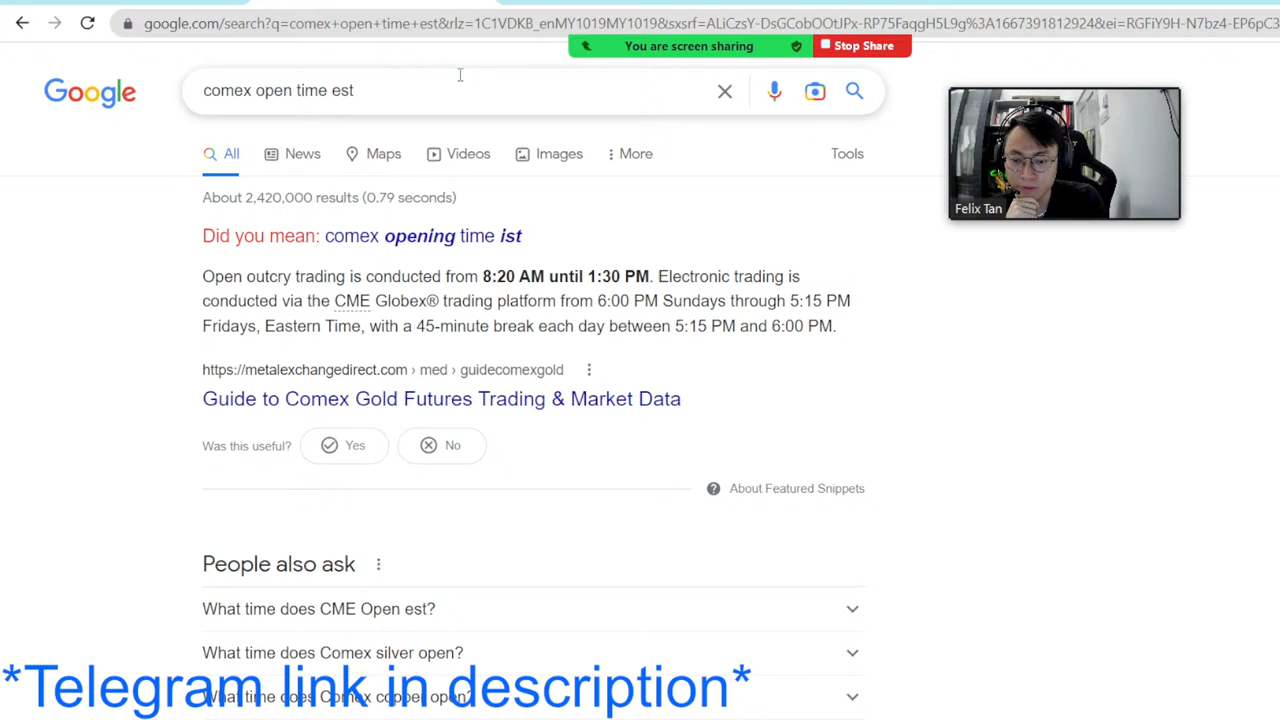 google.com/search?q=comex+open+time+est&rlz=1C1VDKB_enMY1019MY1019&sxsrf=ALiCzsY-DsGCobOOtJPx-RP75FaqgH5L9g%3A1667391812924&ei=RGFiY9H-N7bz4-EP6pC3
You are screen sharing
Stop Share
Google
comex open time est
All
News
Maps
Videos
Images
More
Tools
About 2,420,000 results (0.79 seconds)
Did you mean: comex opening time ist
Open outcry trading is conducted from 8:20 AM until 1:30 PM. Electronic trading is
conducted via the CME Globex® trading platform from 6:00 PM Sundays through 5:15 PM
Fridays, Eastern Time, with a 45-minute break each day between 5:15 PM and 6:00 PM.
Felix Tan
https://metalexchangedirect.com › med › guidecomexgold
Guide to Comex Gold Futures Trading & Market Data
Was this useful?
Yes
No
About Featured Snippets
People also ask
What time does CME Open est?
What time does Comex silver open?
What time does Comex copper open?
*Telegram link in description*